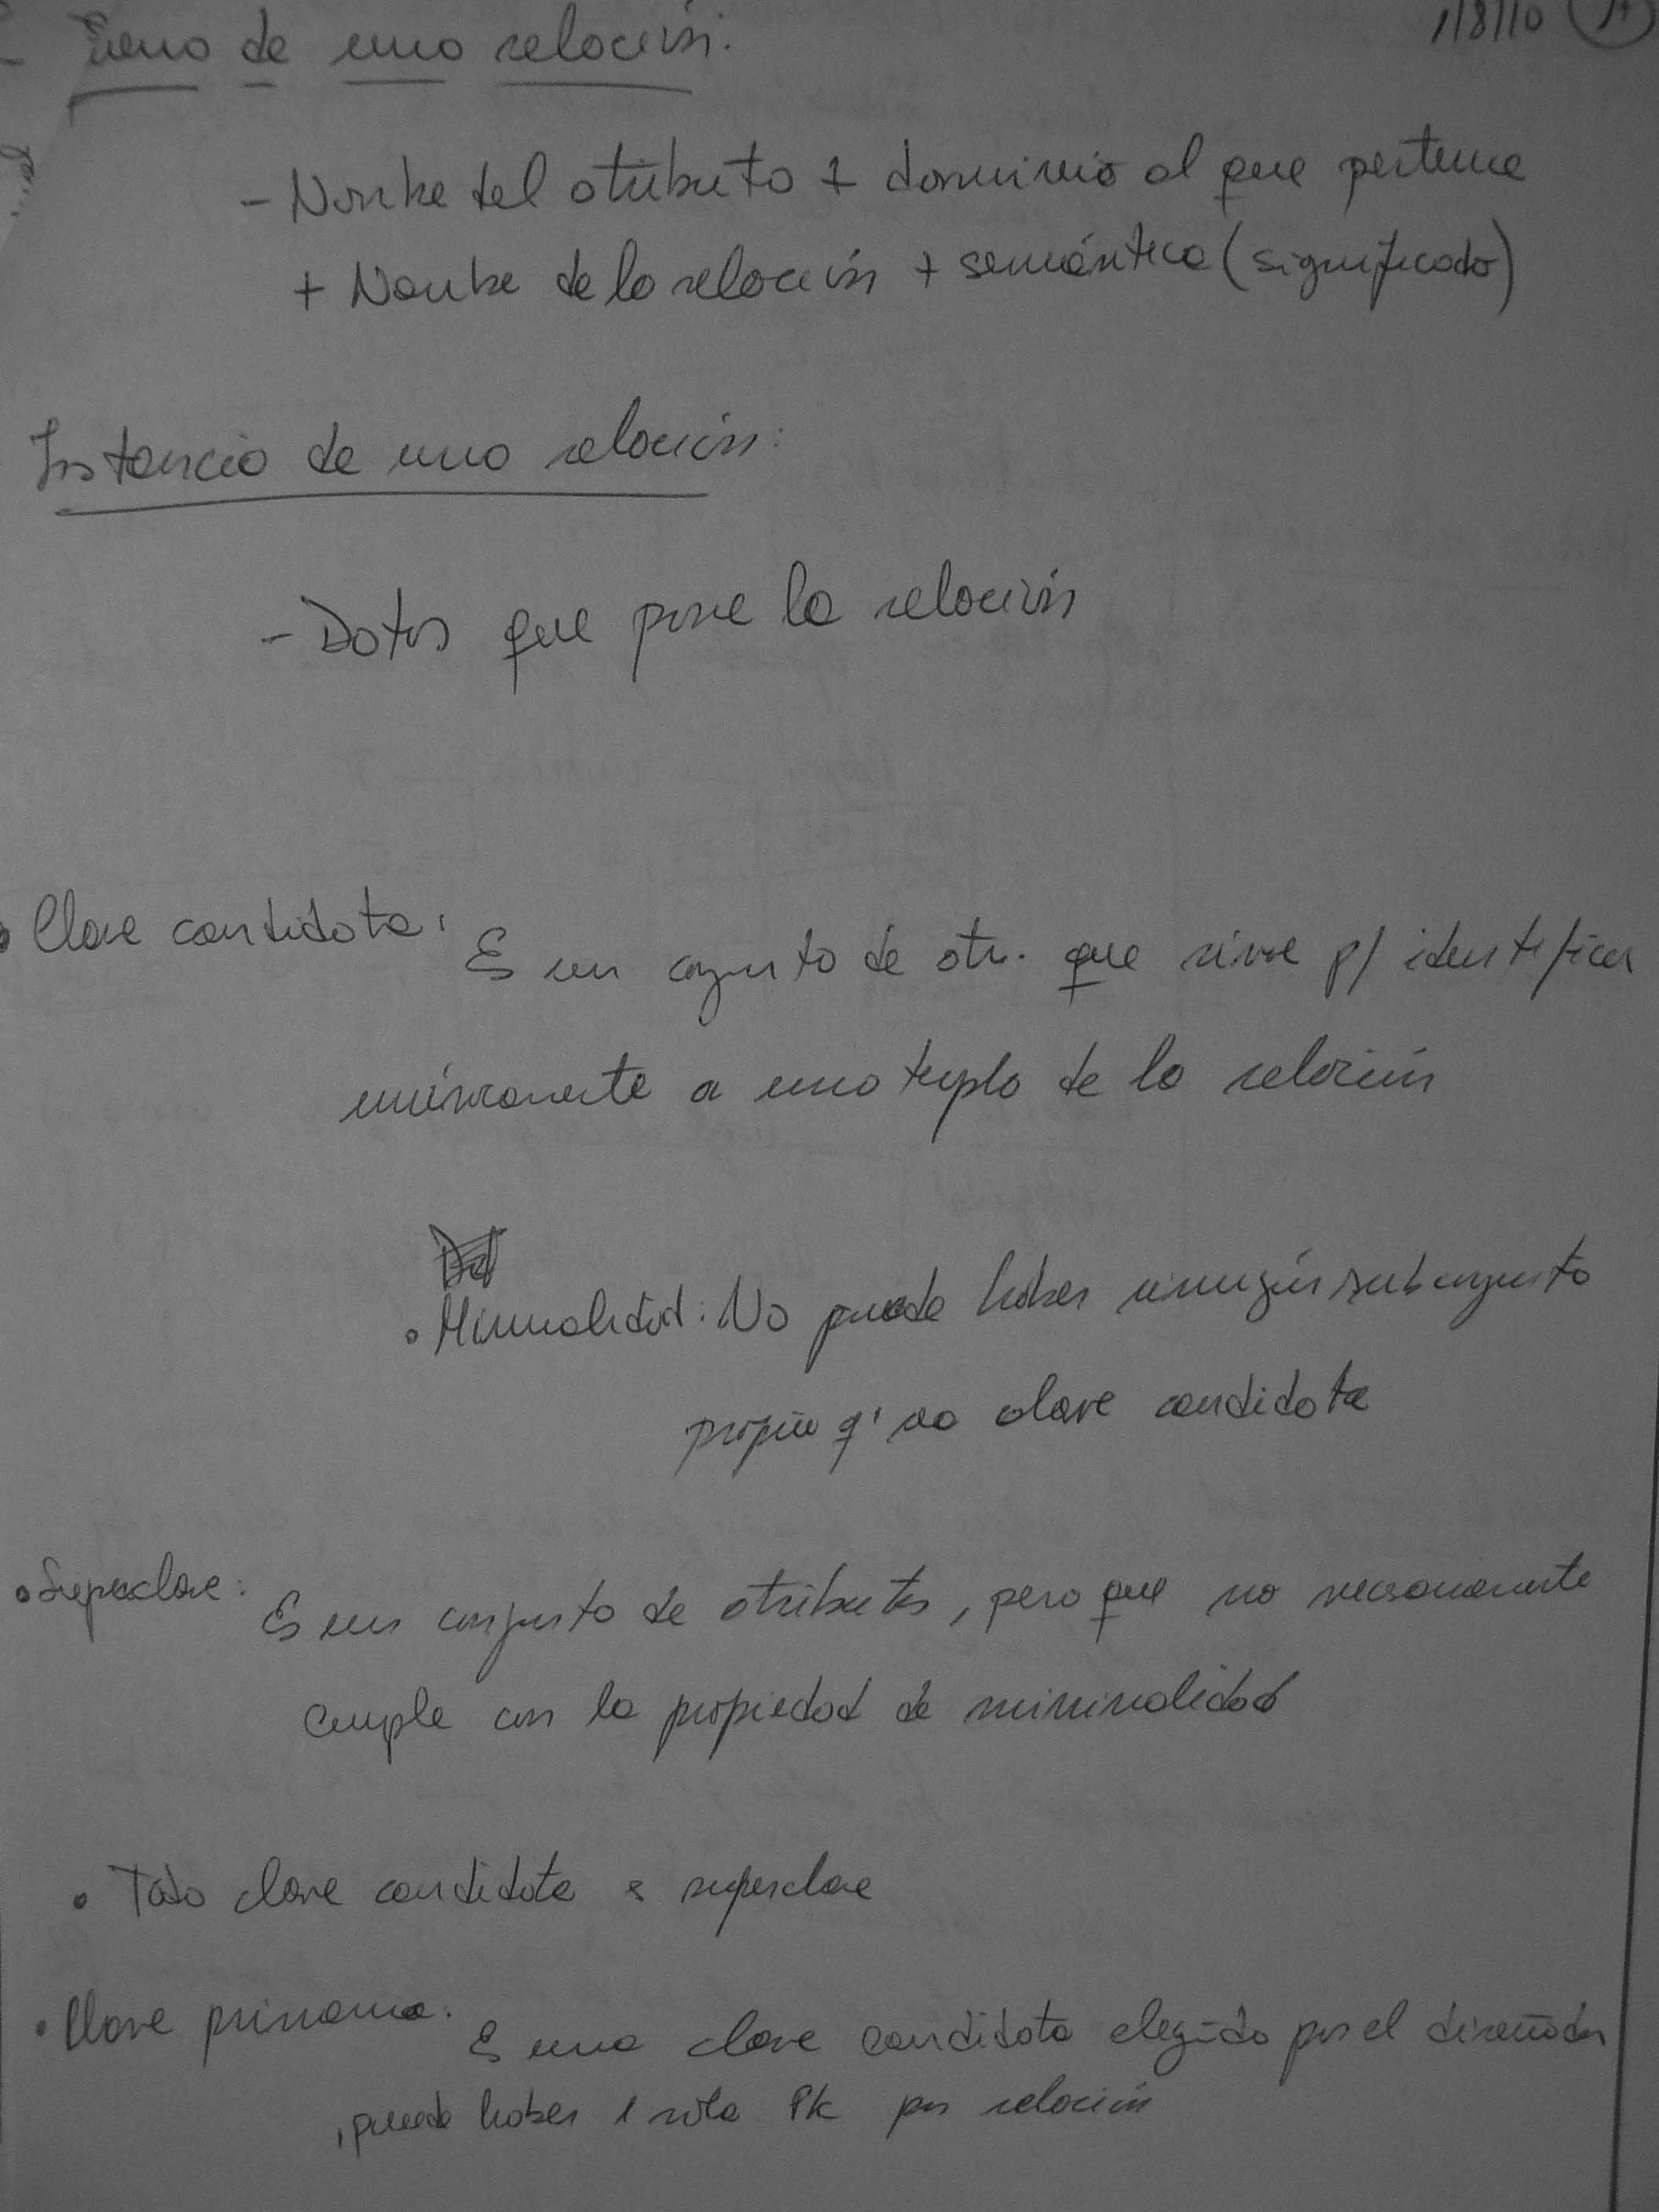 1/8/10
de una relación.
- Nombre del atributo + dominio al que pertenece
+ Nombre de la relación + semántica (significado)
Instancia de una relación:
- Datos que posee la relación
Clave candidata: Es un conjunto de atr. que sirve p/ identificar
unívocamente a una tupla de la relación
• Minimalidad: No puede haber ningún subconjunto
propio q' sea clave candidata
• Superclave: Es un conjunto de atributos, pero que no necesariamente
cumple con la propiedad de minimalidad
• Toda clave candidata es superclave
• Clave primaria: Es una clave candidata elegida por el diseñador
, puede haber 1 sola PK por relación